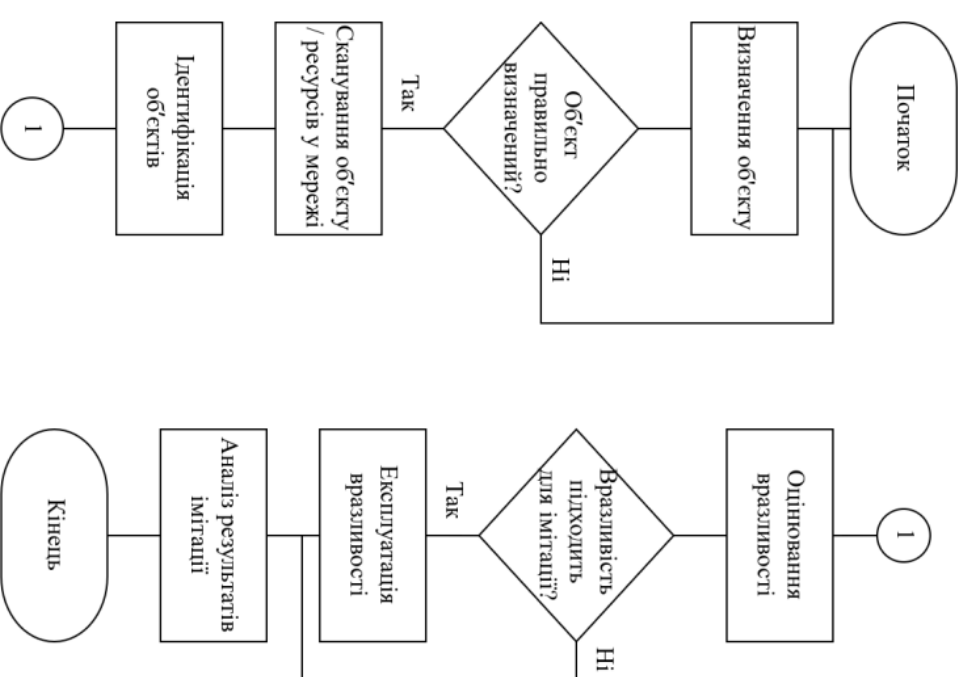 Початок
Визначення об'єкту
Об'єкт
правильно
визначений?
Ні
Так
Сканування об'єкту
/ ресурсів у мережі
Ідентифікація
об'єктів
1
1
Оцінювання
вразливості
Вразливість
підходить
для імітації?
Ні
Так
Експлуатація
вразливості
Аналіз результатів
імітації
Кінець